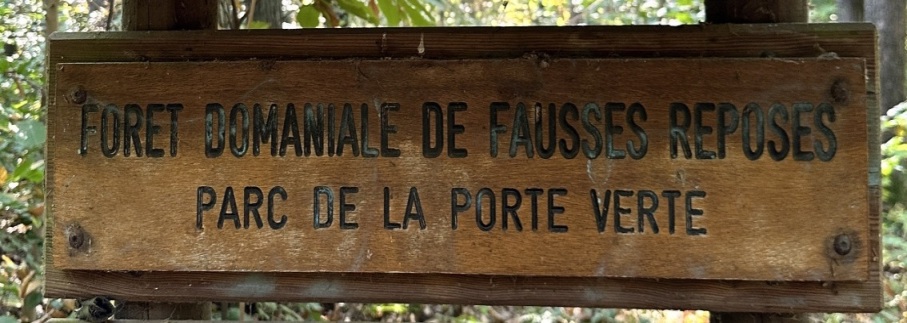 FORET DOMANIALE DE FAUSSES REPOSES
PARC DE LA PORTE VERTE